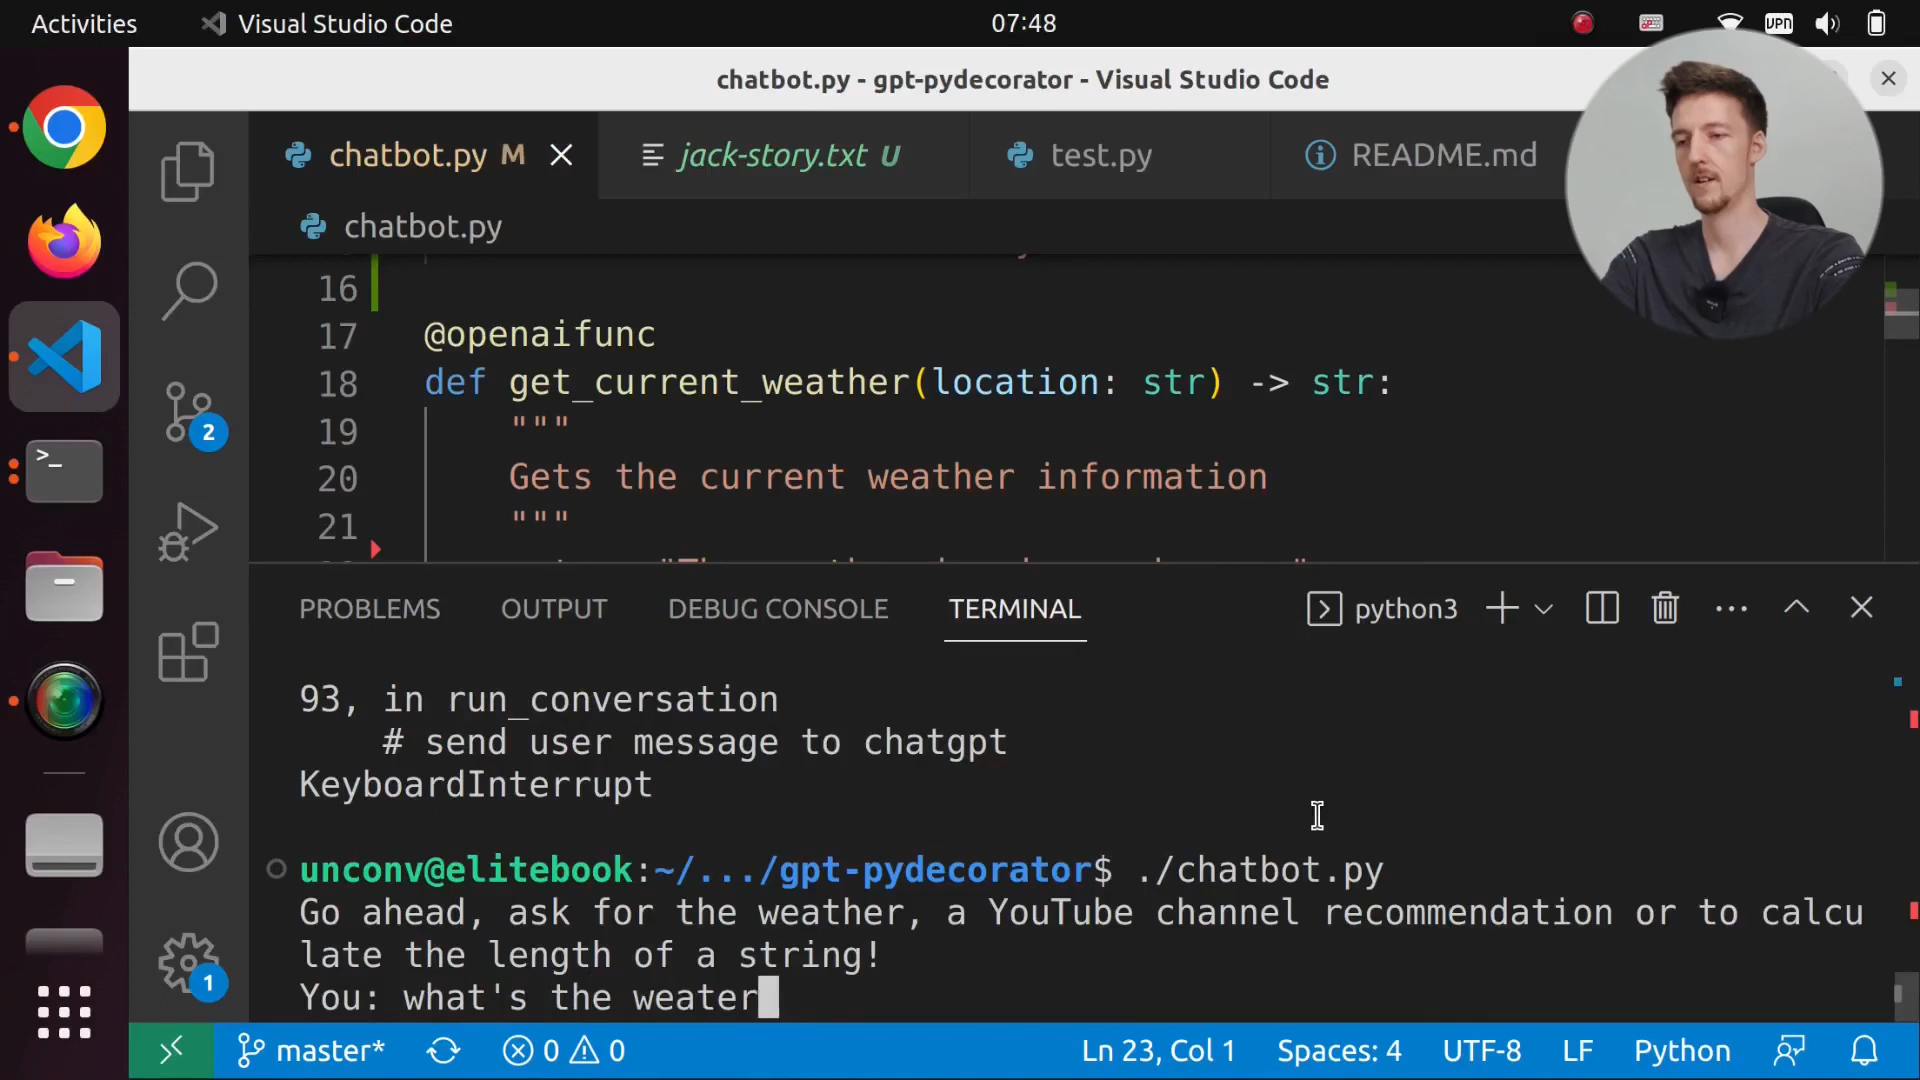 Activities Visual Studio Code 07:48 VPN
chatbot.py - gpt-pydecorator - Visual Studio Code
chatbot.py M jack-story.txt U test.py README.md
chatbot.py
16
17 @openaifunc
18 def get_current_weather(location: str) -> str:
19 """
20 Gets the current weather information
21 """
2
PROBLEMS OUTPUT DEBUG CONSOLE TERMINAL python3
93, in run_conversation
# send user message to chatgpt
KeyboardInterrupt
unconv@elitebook:~/.../gpt-pydecorator$ ./chatbot.py
Go ahead, ask for the weather, a YouTube channel recommendation or to calcu
late the length of a string!
You: what's the weater
1
master* 0 0 Ln 23, Col 1 Spaces: 4 UTF-8 LF Python